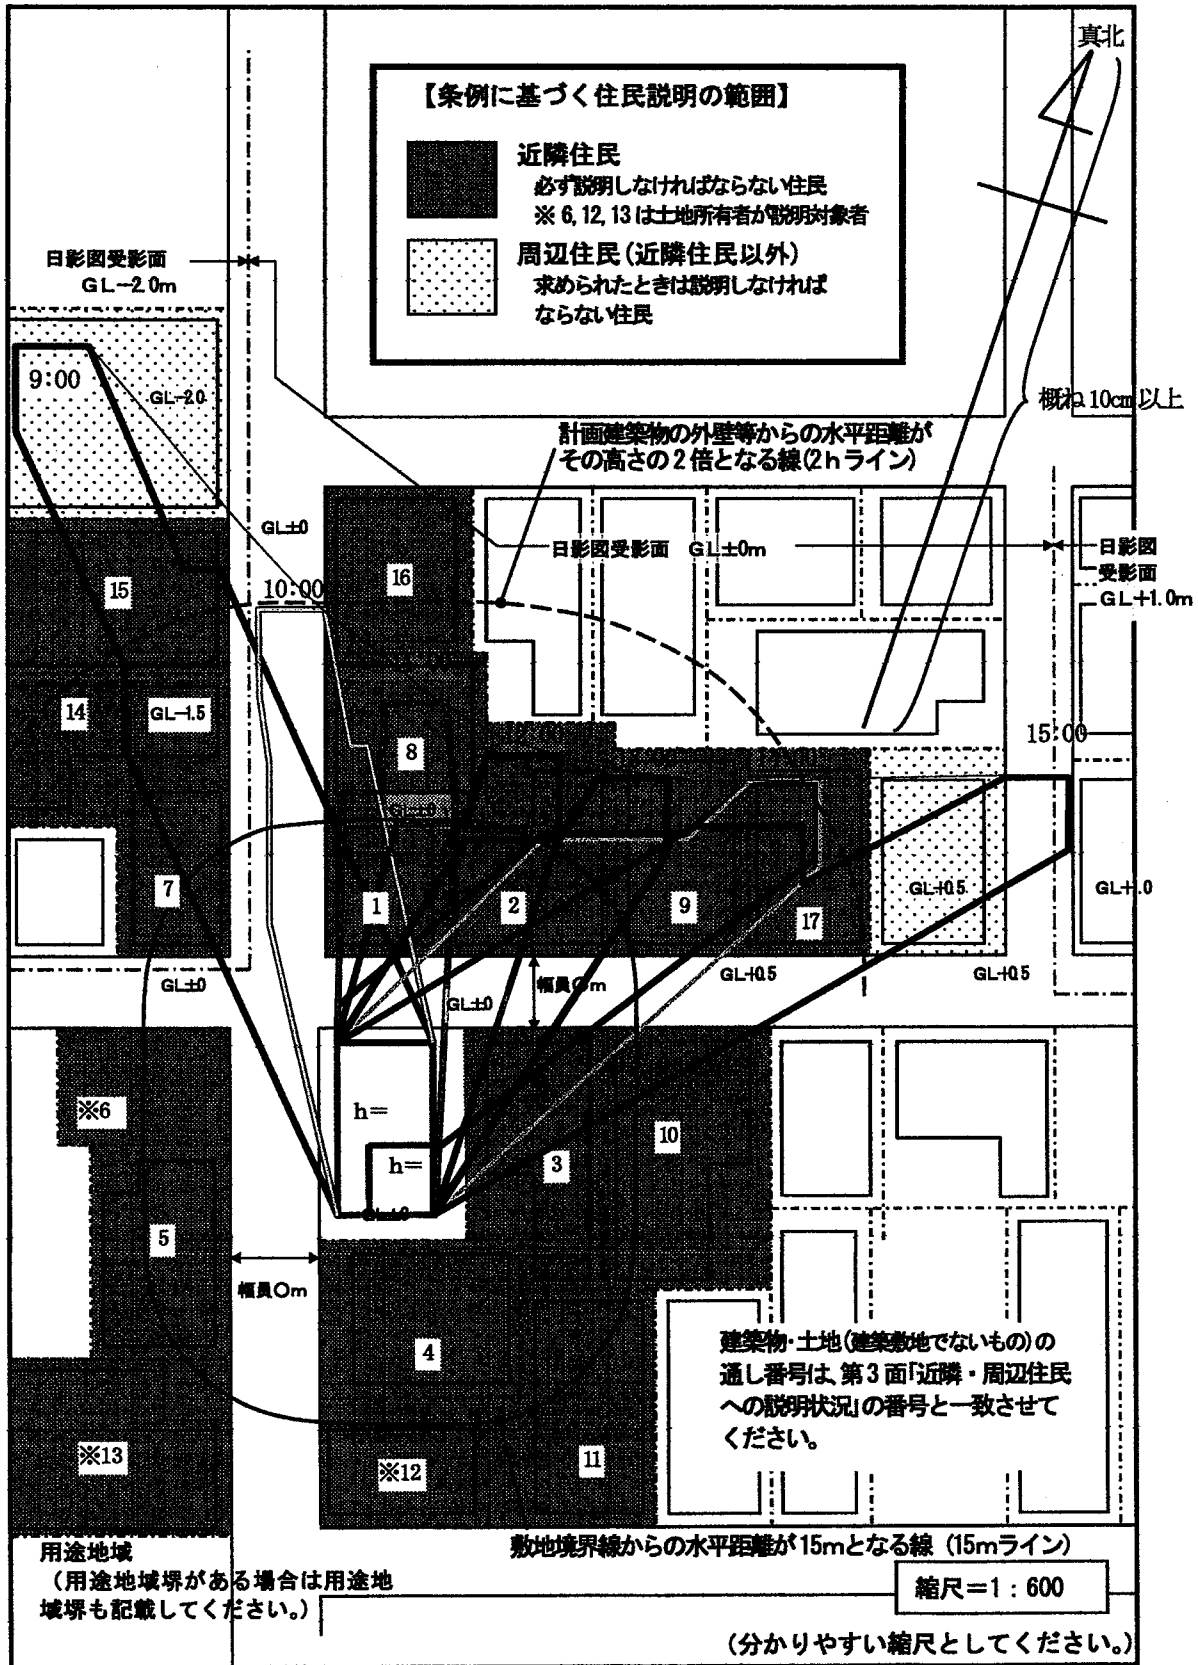 真北
【条例に基づく住民説明の範囲】
近隣住民
必ず説明しなければならない住民
※ 6, 12, 13 は土地所有者が説明対象者
周辺住民(近隣住民以外)
求められたときは説明しなければ
ならない住民
日影図受影面
GL-2.0m
9:00
GL-2.0
概ね10cm以上
計画建築物の外壁等からの水平距離が
その高さの2倍となる線(2hライン)
GL±0
日影図受影面 GL±0m
日影図
受影面
GL+1.0m
15
10:00
16
14
GL-1.5
8
15:00
7
1
2
9
17
GL+0.5
GL+1.0
GL±0
GL±0
幅員〇m
GL+0.5
GL+0.5
※6
h=
h=
3
10
5
幅員〇m
4
建築物・土地(建築敷地でないもの)の
通し番号は、第3面「近隣・周辺住民
への説明状況」の番号と一致させて
ください。
※13
※12
11
用途地域
(用途地域堺がある場合は用途地
域堺も記載してください。)
敷地境界線からの水平距離が15mとなる線 (15mライン)
縮尺=1:600
(分かりやすい縮尺としてください。)